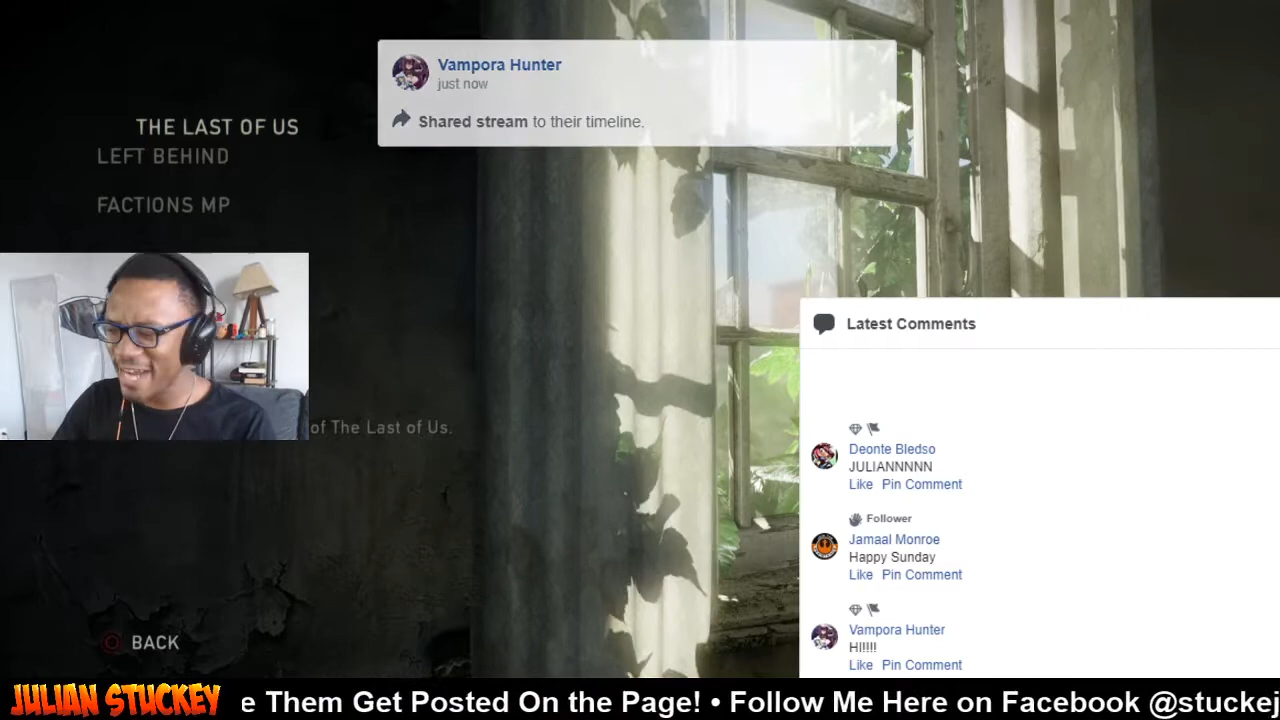 Vampora Hunter
just now
Shared stream to their timeline.
THE LAST OF US
LEFT BEHIND
FACTIONS MP
of The Last of Us.
BACK
Latest Comments
Deonte Bledso
JULIANNNNN
Like Pin Comment
Follower
Jamaal Monroe
Happy Sunday
Like Pin Comment
Vampora Hunter
HI!!!!
Like Pin Comment
JULIAN STUCKEY
e Them Get Posted On the Page! • Follow Me Here on Facebook @stuckej